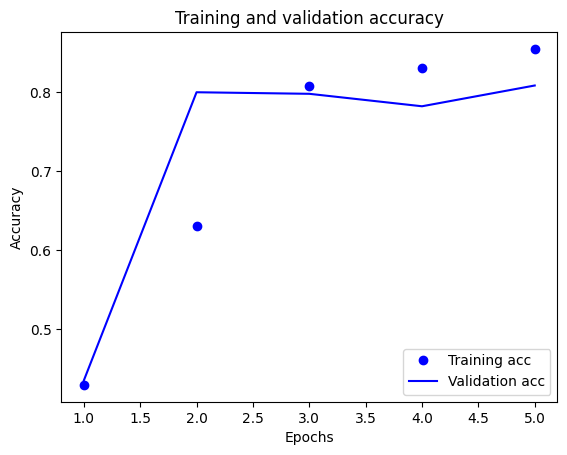 Training and validation accuracy
Accuracy
0.8
0.7
0.6
0.5
Training acc
Validation acc
1.0 1.5 2.0 2.5 3.0 3.5 4.0 4.5 5.0
Epochs